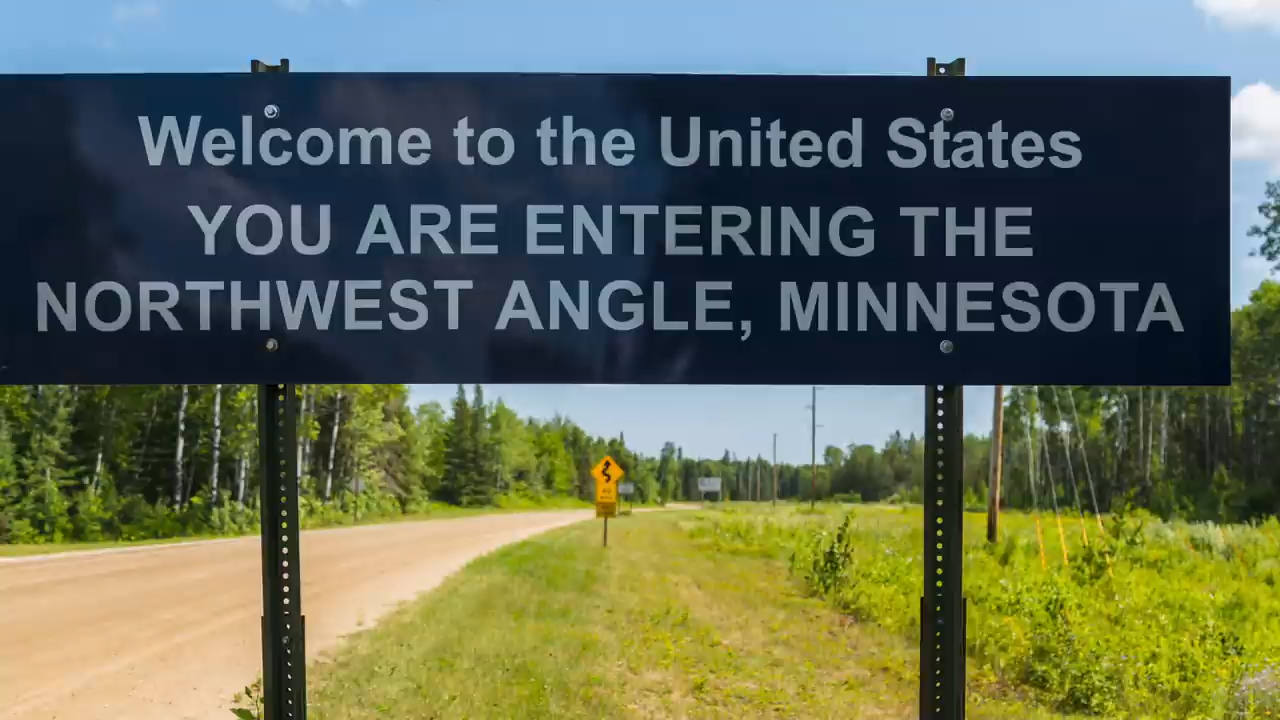 Welcome to the United States
YOU ARE ENTERING THE
NORTHWEST ANGLE, MINNESOTA